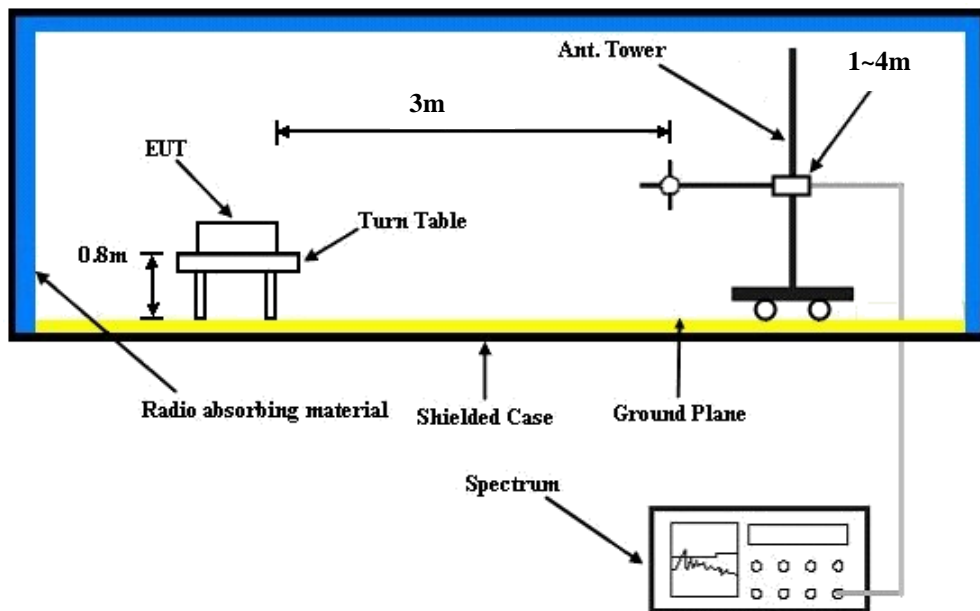 Ant. Tower
1~4m
3m
EUT
Turn Table
0.8m
Radio absorbing material
Shielded Case
Ground Plane
Spectrum